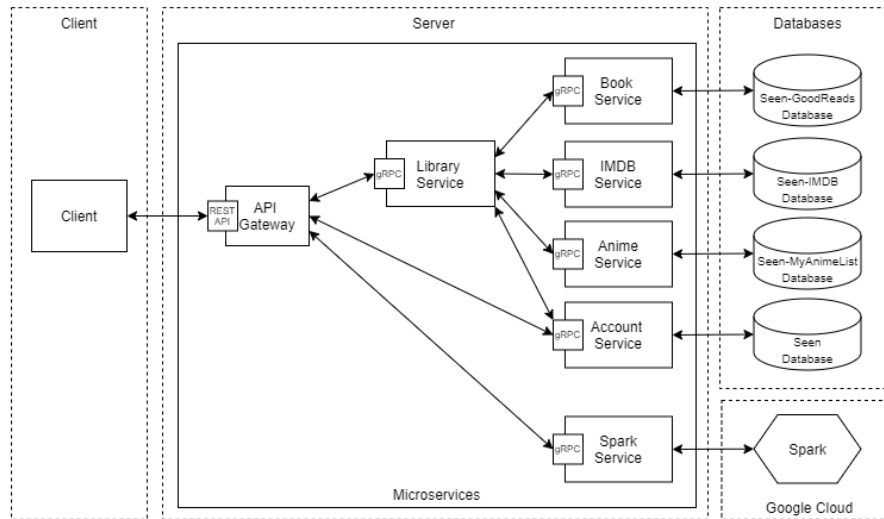 Client
Server
Databases
Client
REST
API
API
Gateway
gRPC
Library
Service
gRPC
Book
Service
gRPC
IMDB
Service
gRPC
Anime
Service
gRPC
Account
Service
gRPC
Spark
Service
Microservices
Seen-GoodReads
Database
Seen-IMDB
Database
Seen-MyAnimeList
Database
Seen
Database
Spark
Google Cloud